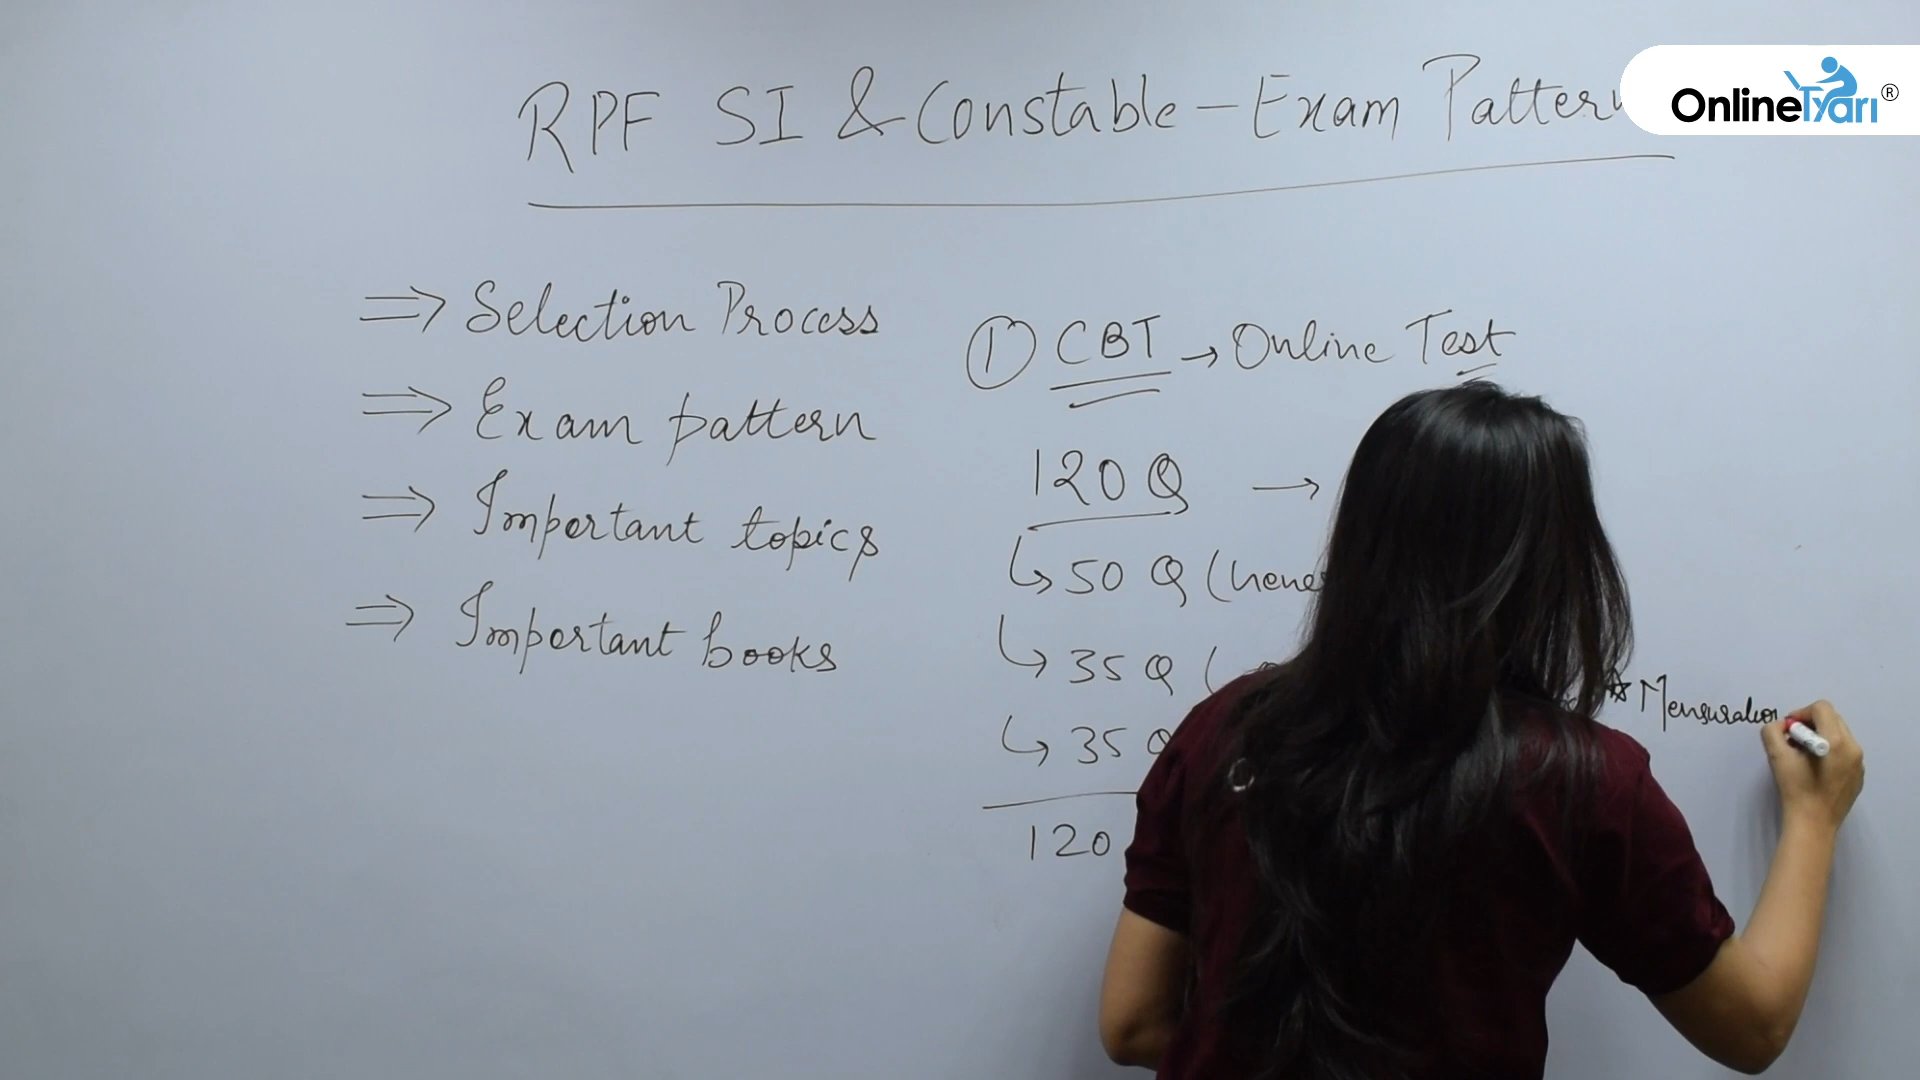 RPF SI & Constable - Exam Pattern
OnlineTyari ®
⇒ Selection Process
⇒ Exam pattern
⇒ Important topics
⇒ Important books
① CBT → Online Test
120 Q →
↳ 50 Q (
↳ 35 Q (
☆ Mensuration
↳ 35 Q
120